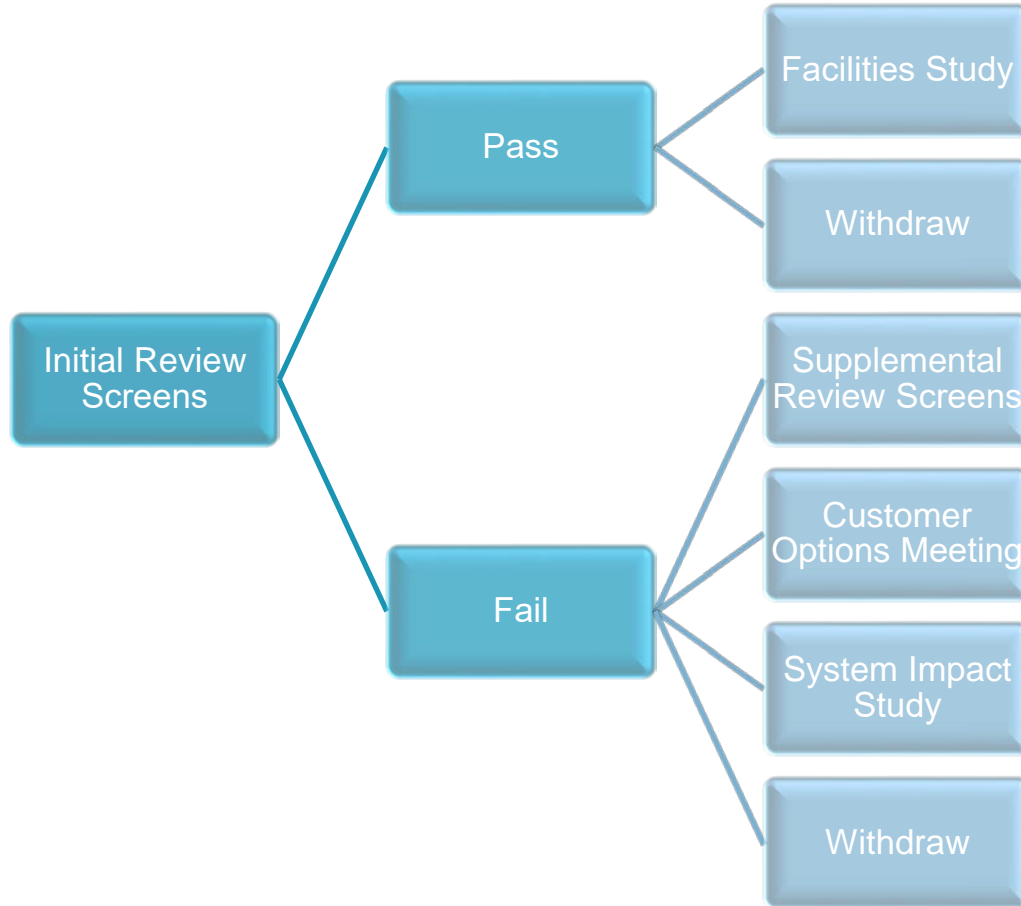 Facilities Study
Pass
Withdraw
Initial Review
Screens
Supplemental
Review Screens
Customer
Options Meeting
Fail
System Impact
Study
Withdraw